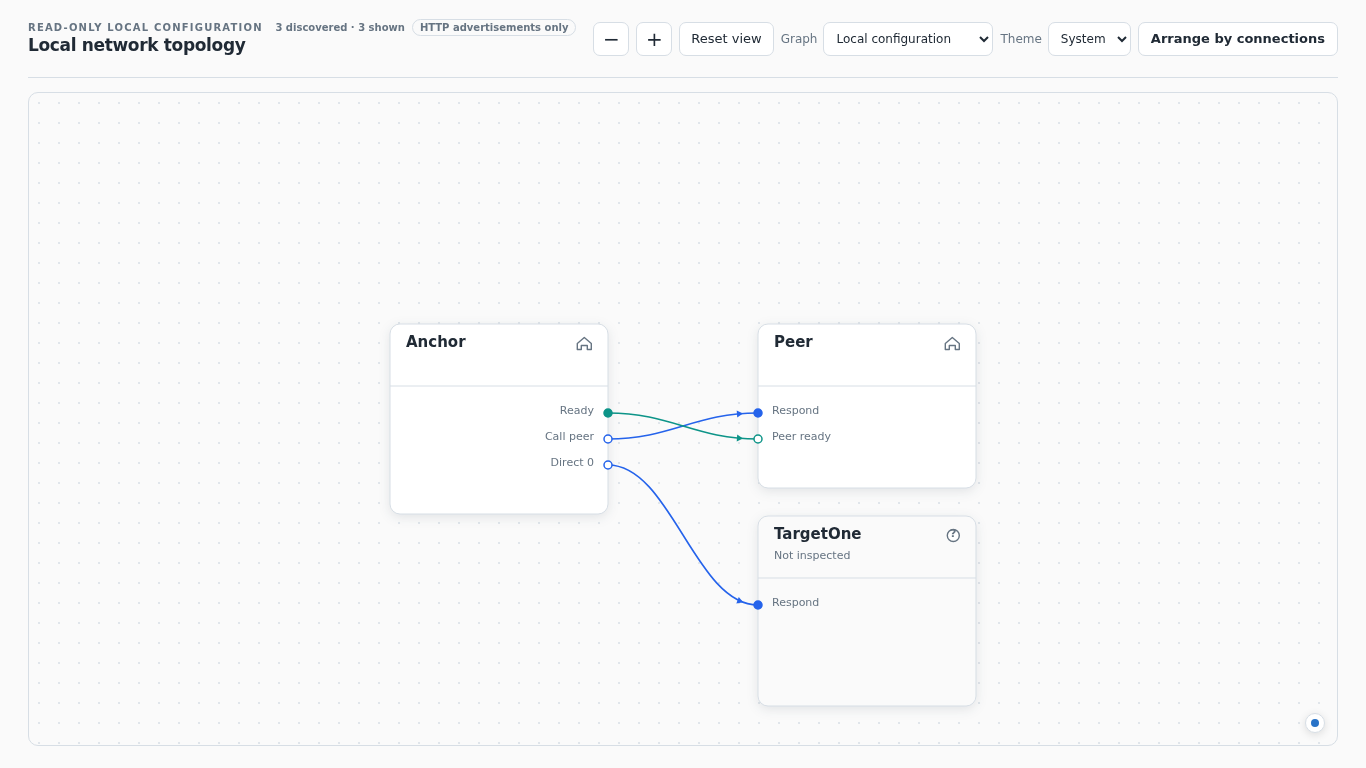 READ-ONLY LOCAL CONFIGURATION 3 discovered · 3 shown HTTP advertisements only
Local network topology
− + Reset view Graph Local configuration Theme System Arrange by connections
Anchor
Ready
Call peer
Direct 0
Peer
Respond
Peer ready
TargetOne ?
Not inspected
Respond